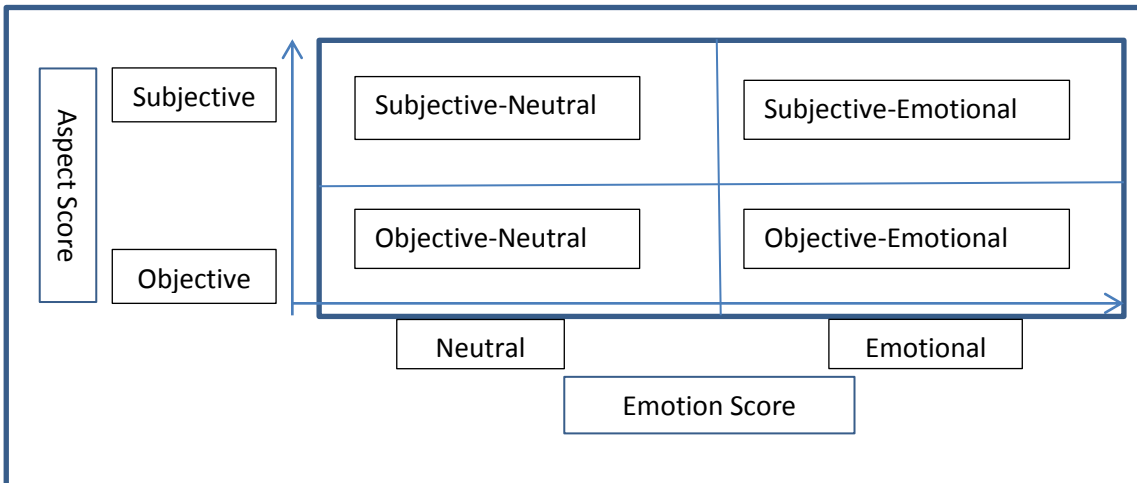 Aspect Score
Subjective
Subjective-Neutral
Subjective-Emotional
Objective
Objective-Neutral
Objective-Emotional
Neutral
Emotional
Emotion Score